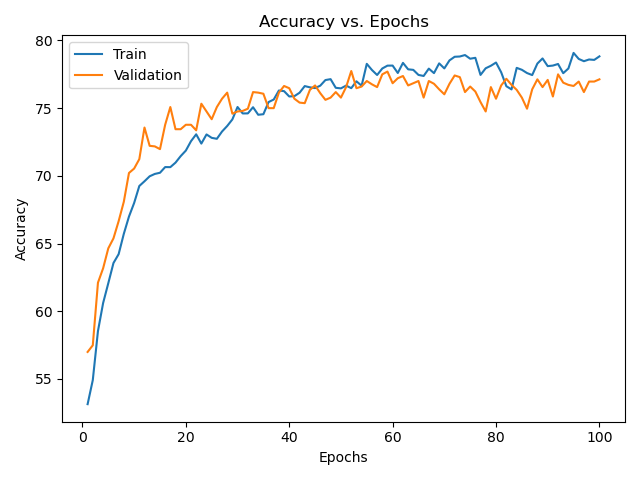 Accuracy vs. Epochs
Train
Validation
80
75
70
65
60
55
Accuracy
0 20 40 60 80 100
Epochs